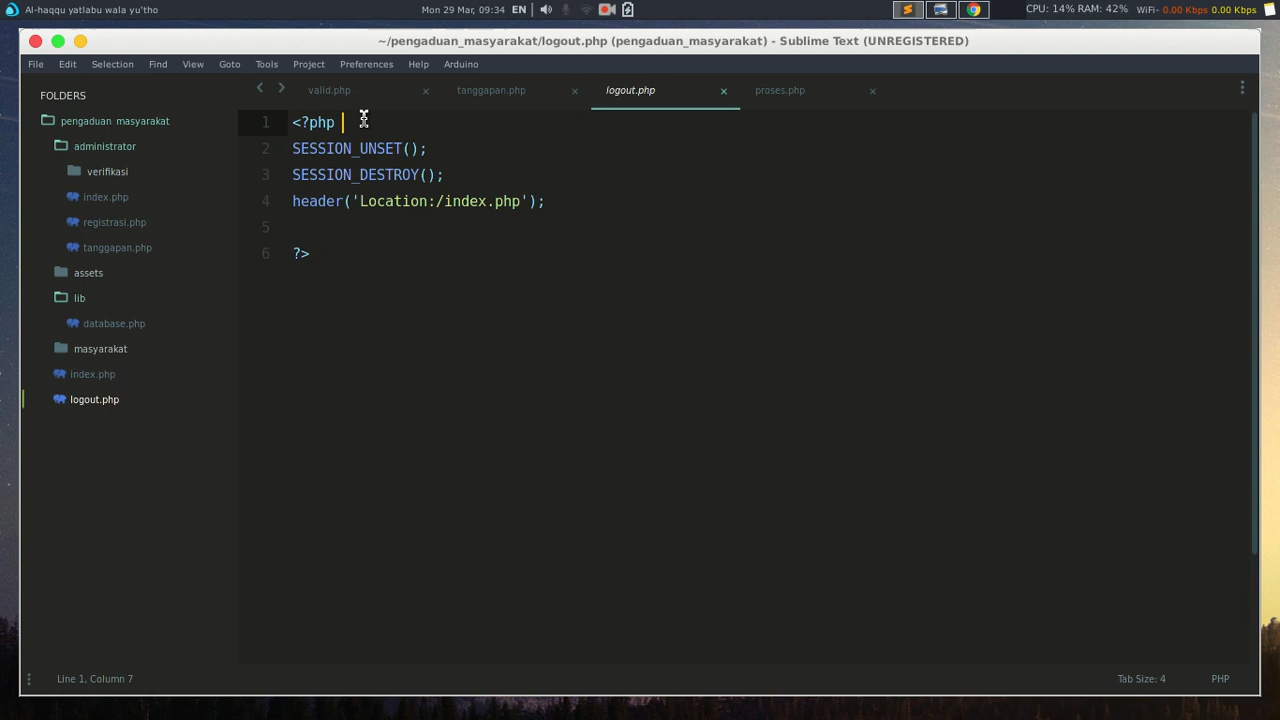 Al-haqqu yatlabu wala yu'tho
Mon 29 Mar, 09:34 EN
CPU: 14% RAM: 42% WiFi- 0.00 Kbps 0.00 Kbps
~/pengaduan_masyarakat/logout.php (pengaduan_masyarakat) - Sublime Text (UNREGISTERED)
File Edit Selection Find View Goto Tools Project Preferences Help Arduino
FOLDERS
pengaduan masyarakat
administrator
verifikasi
index.php
registrasi.php
tanggapan.php
assets
lib
database.php
masyarakat
index.php
logout.php
valid.php × tanggapan.php × logout.php × proses.php ×
1 <?php
2 SESSION_UNSET();
3 SESSION_DESTROY();
4 header('Location:/index.php');
5
6 ?>
Line 1, Column 7
Tab Size: 4 PHP